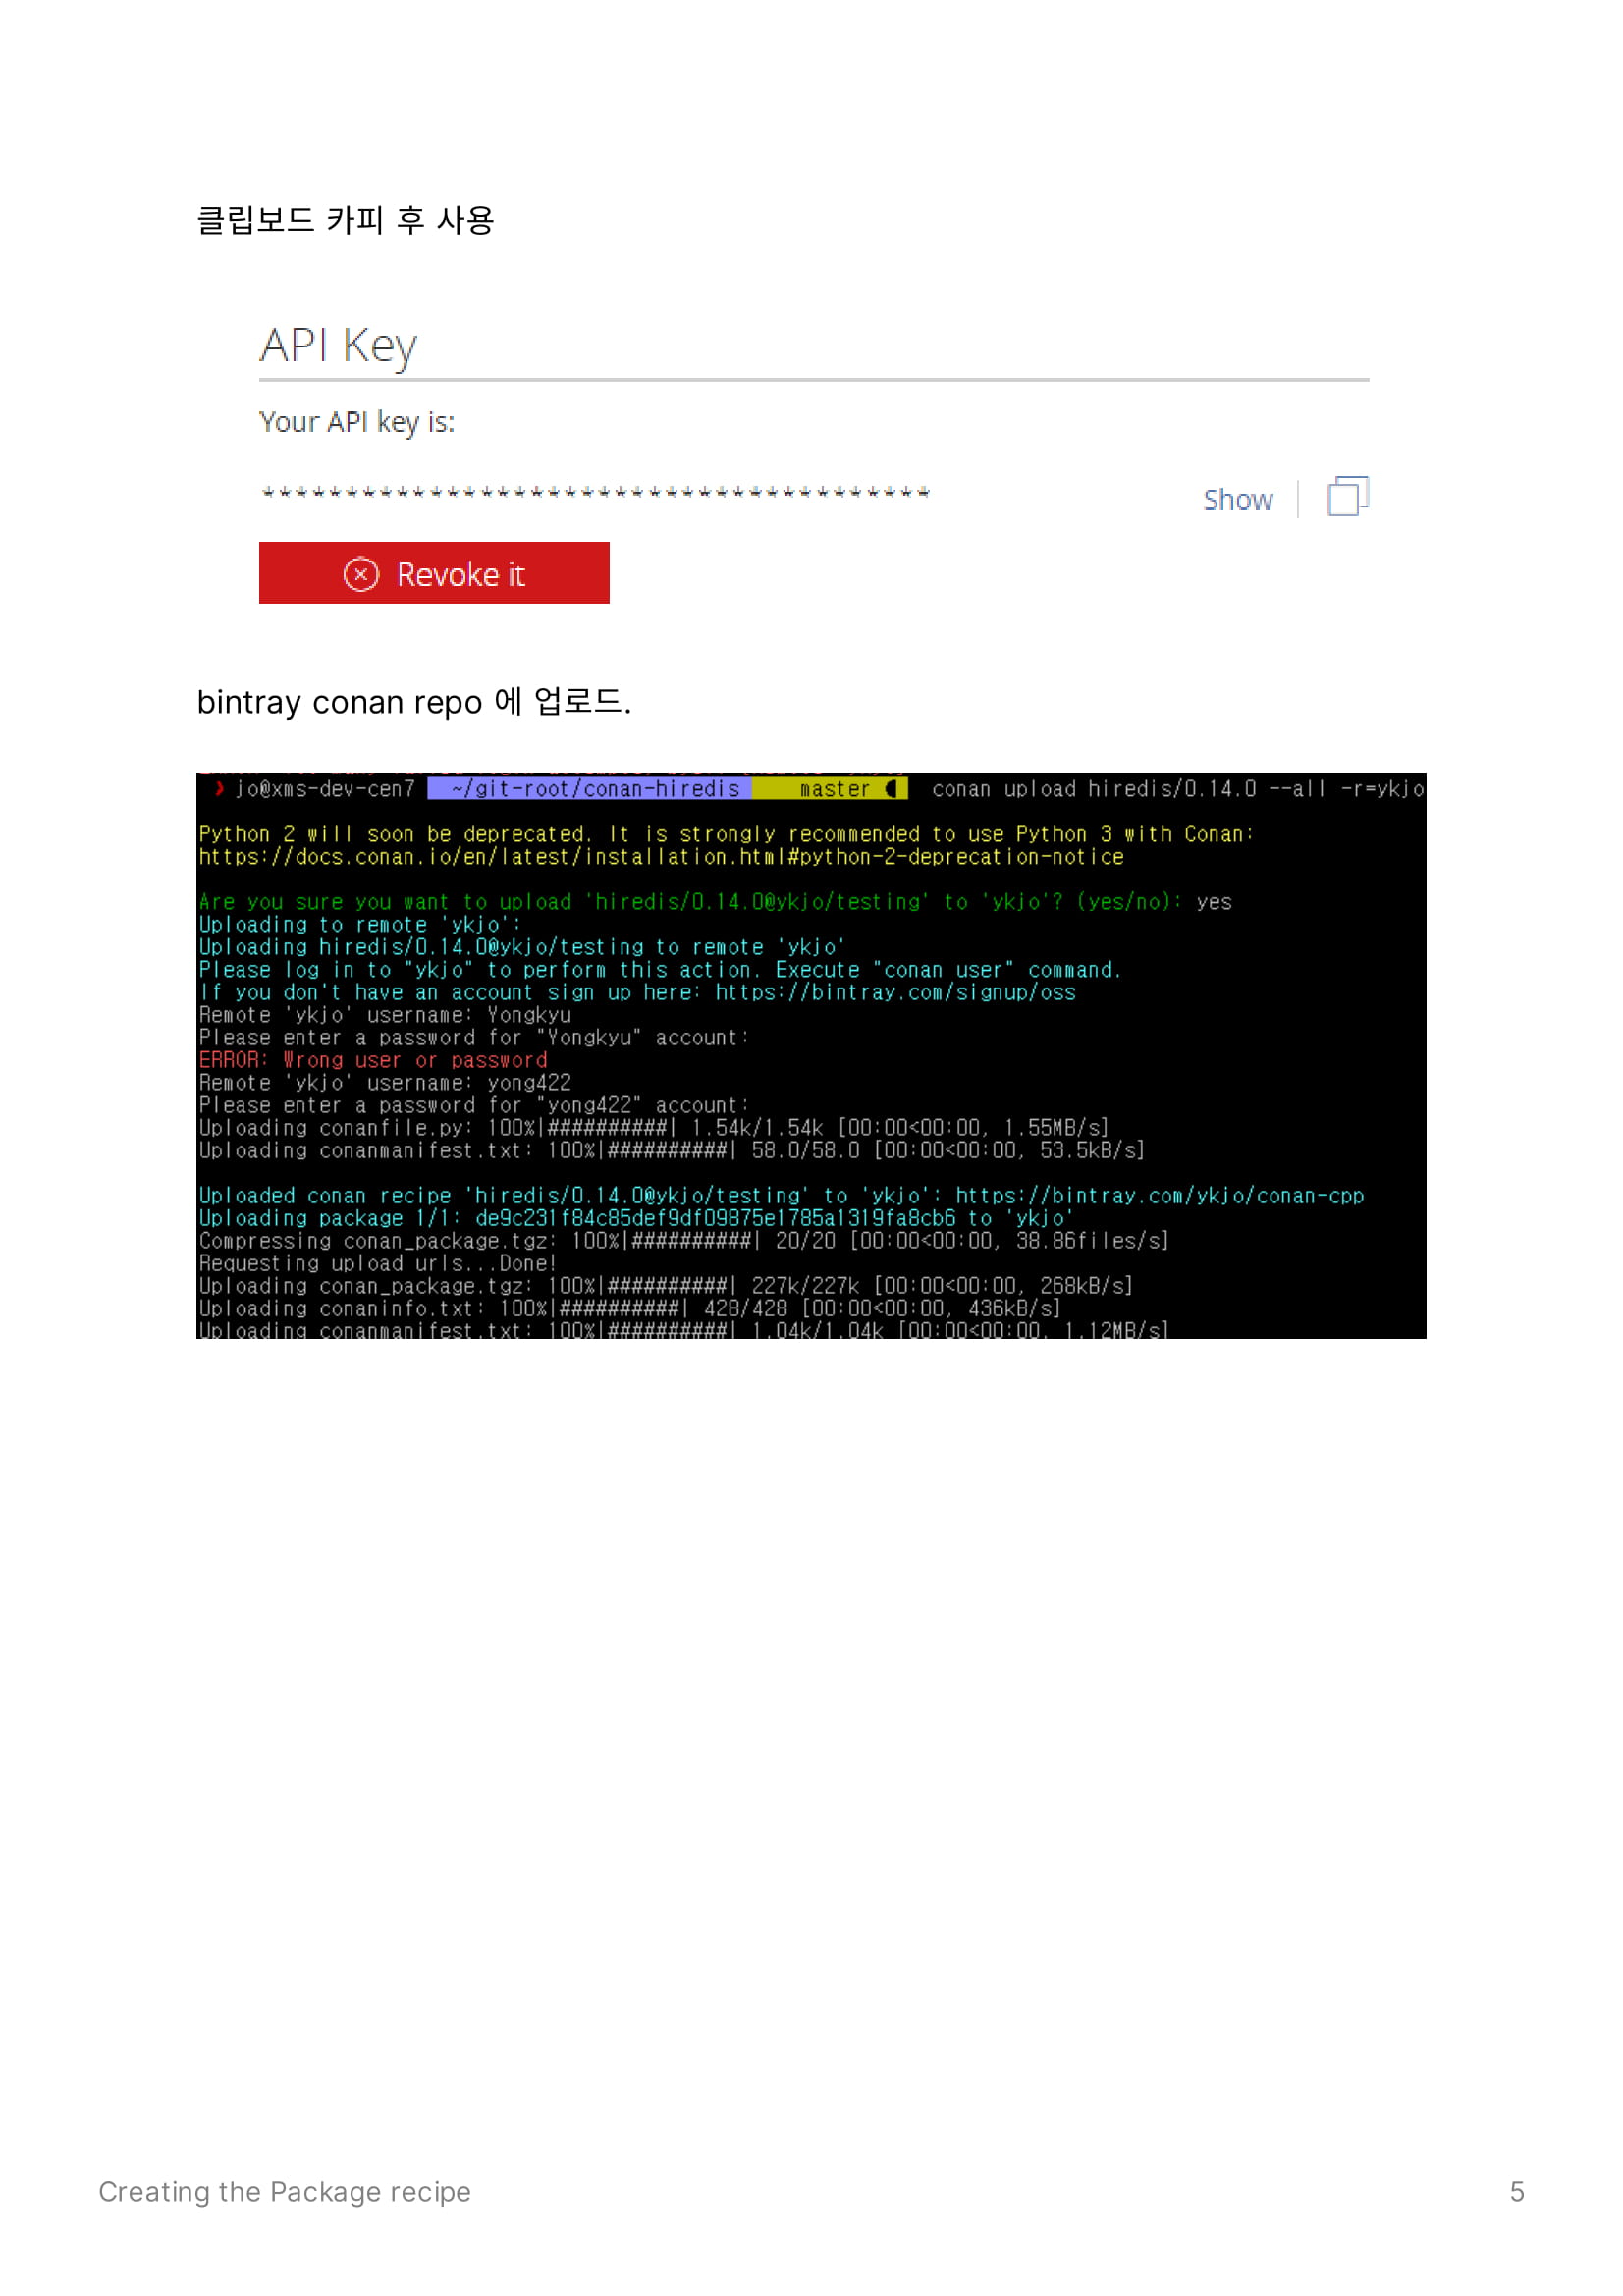 클립보드 카피 후 사용
API Key
Your API key is:
****************************************
Show
Revoke it
bintray conan repo 에 업로드.
jo@xms-dev-cen7 ~/git-root/conan-hiredis master conan upload hiredis/0.14.0 --all -r=ykjo
Python 2 will soon be deprecated. It is strongly recommended to use Python 3 with Conan:
https://docs.conan.io/en/latest/installation.html#python-2-deprecation-notice
Are you sure you want to upload 'hiredis/0.14.0@ykjo/testing' to 'ykjo'? (yes/no): yes
Uploading to remote 'ykjo':
Uploading hiredis/0.14.0@ykjo/testing to remote 'ykjo'
Please log in to "ykjo" to perform this action. Execute "conan user" command.
If you don't have an account sign up here: https://bintray.com/signup/oss
Remote 'ykjo' username: Yongkyu
Please enter a password for "Yongkyu" account:
ERROR: Wrong user or password
Remote 'ykjo' username: yong422
Please enter a password for "yong422" account:
Uploading conanfile.py: 100%|##########| 1.54k/1.54k [00:00<00:00, 1.55MB/s]
Uploading conanmanifest.txt: 100%|##########| 58.0/58.0 [00:00<00:00, 53.5kB/s]
Uploaded conan recipe 'hiredis/0.14.0@ykjo/testing' to 'ykjo': https://bintray.com/ykjo/conan-cpp
Uploading package 1/1: de9c231f84c85def9df09875e1785a1319fa8cb6 to 'ykjo'
Compressing conan_package.tgz: 100%|##########| 20/20 [00:00<00:00, 38.86files/s]
Requesting upload urls...Done!
Uploading conan_package.tgz: 100%|##########| 227k/227k [00:00<00:00, 268kB/s]
Uploading conaninfo.txt: 100%|##########| 428/428 [00:00<00:00, 436kB/s]
Uploading conanmanifest.txt: 100%|##########| 1.04k/1.04k [00:00<00:00, 1.12MB/s]
Creating the Package recipe
5